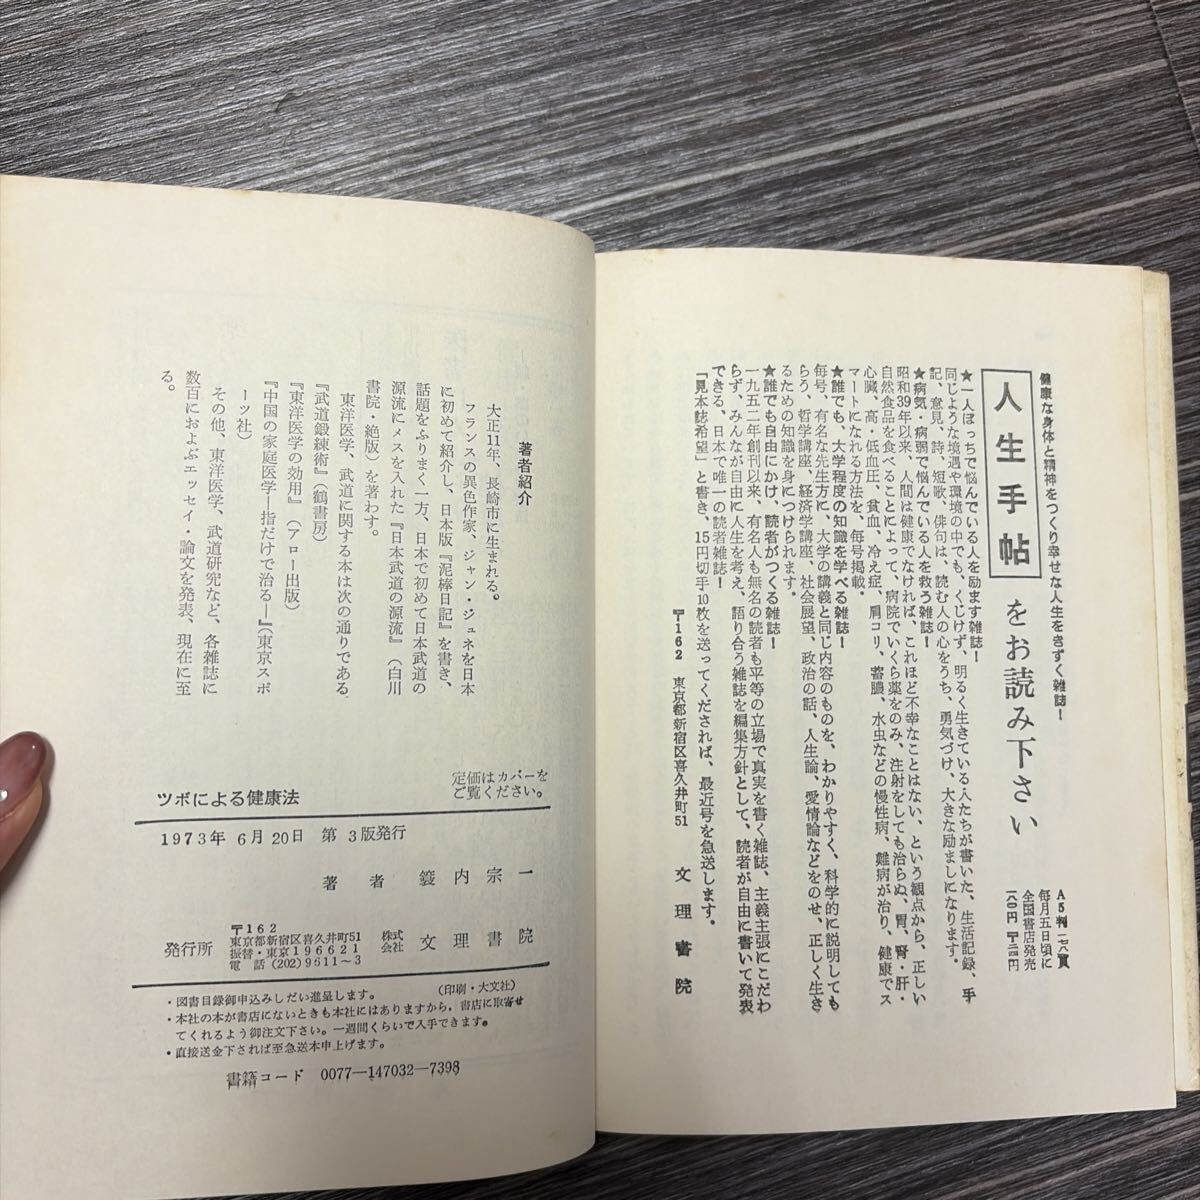 健康な身体と精神をつくり幸せな人生をきずく雑誌!
人生手帖をお読み下さい
A5判一六八頁
毎月五日頃に
全国書店発売
★一人ぼっちで悩んでいる人を励ます雑誌!
同じような境遇や環境の中でも、くじけず、明るく生きている人たちが書いた、生活記録、手
記、意見、詩、短歌、俳句は、読む人の心をうち、勇気づけ、大きな励ましになります。
★病気・病弱で悩んでいる人を救う雑誌!
昭和39年以来、人間は健康でなければ、これほど不幸なことはない、という観点から、正しい
自然食品を食べることによって、病院でいくら薬をのみ、注射をしても治らぬ、胃、腎・肝・
心臓、高・低血圧、貧血、冷え症、肩コリ、蓄膿、水虫などの慢性病、難病が治り、健康でス
マートになれる方法を、毎号掲載。
★誰でも、大学程度の知識を学べる雑誌!
毎号、有名な先生方に、大学の講義と同じ内容のものを、わかりやすく、科学的に説明しても
らう、哲学講座、経済学講座、社会展望、政治の話、人生論、愛情論などをのせ、正しく生き
るための知識を身につけられます。
★誰でも自由にかけ、読者がつくる雑誌!
一九五二年創刊以来、有名人も無名の読者も平等の立場で真実を書く雑誌、主義主張にこだわ
らず、みんなが自由に人生を考え、語り合う雑誌を編集方針として、読者が自由に書いて発表
できる、日本で唯一の読者雑誌!
「見本誌希望」と書き、15円切手10枚を送ってくだされば、最近号を急送します。
〒162 東京都新宿区喜久井町51 文理書院
著者紹介
大正11年、長崎市に生まれる。
フランスの異色作家、ジャン・ジュネを日本
に初めて紹介し、日本版『泥棒日記』を書き、
話題をふりまく一方、日本で初めて日本武道の
源流にメスを入れた『日本武道の源流』(白川
書院・絶版)を著わす。
東洋医学、武道に関する本は次の通りである。
『武道鍛練術』(鶴書房)
『東洋医学の効用』(アロー出版)
『中国の家庭医学―指だけで治る―』(東京スポ
ーツ社)
その他、東洋医学、武道研究など、各雑誌に
数百におよぶエッセーイ・論文を発表、現在に至
る。
定価はカバーを
ご覧ください。
ツボによる健康法
1973年 6月20日 第 3版発行
著者 籔内宗一
発行所
〒162
東京都新宿区喜久井町51
振替・東京196621
電話 (202)9511〜3
株式
会社
文理書院
(印刷・大文社)
・図書目録御申込みしだい進呈します。
・本社の本が書店にないときも本社にはありますから、書店に取寄せ
てくれるよう御注文下さい。一週間くらいで入手できます。
・直接送金下されば至急送本申上げます。
書籍コード 0077―147032―7398